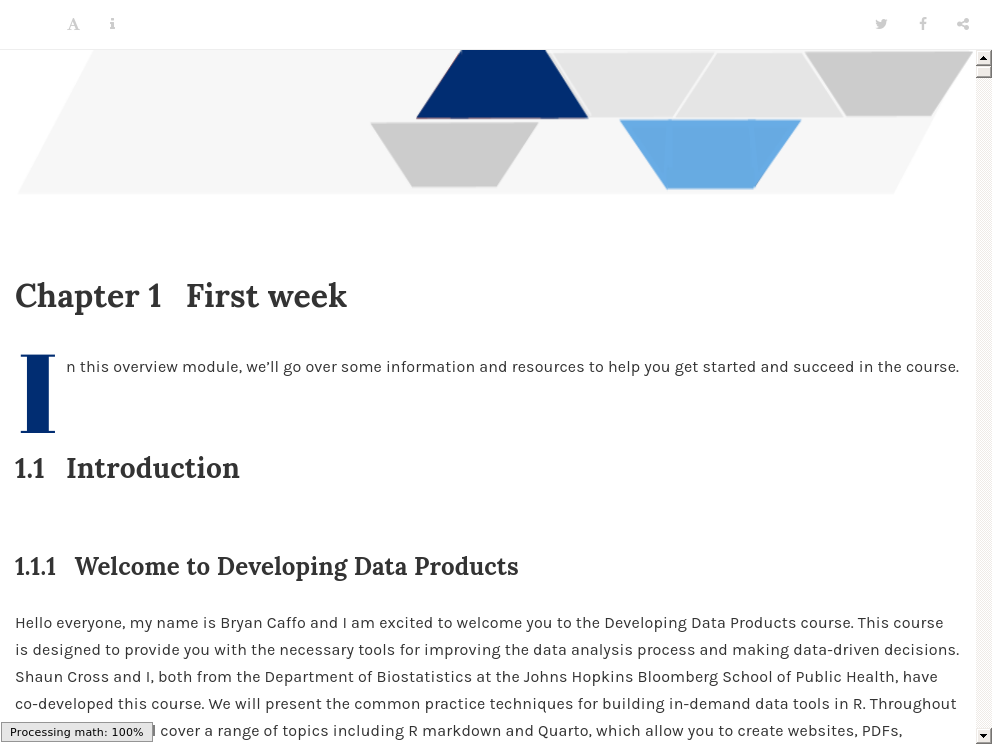 A i
Chapter 1 First week
In this overview module, we’ll go over some information and resources to help you get started and succeed in the course.
1.1 Introduction
1.1.1 Welcome to Developing Data Products
Hello everyone, my name is Bryan Caffo and I am excited to welcome you to the Developing Data Products course. This course
is designed to provide you with the necessary tools for improving the data analysis process and making data-driven decisions.
Shaun Cross and I, both from the Department of Biostatistics at the Johns Hopkins Bloomberg School of Public Health, have
co-developed this course. We will present the common practice techniques for building in-demand data tools in R. Throughout
cover a range of topics including R markdown and Quarto, which allow you to create websites, PDFs,
Processing math: 100%